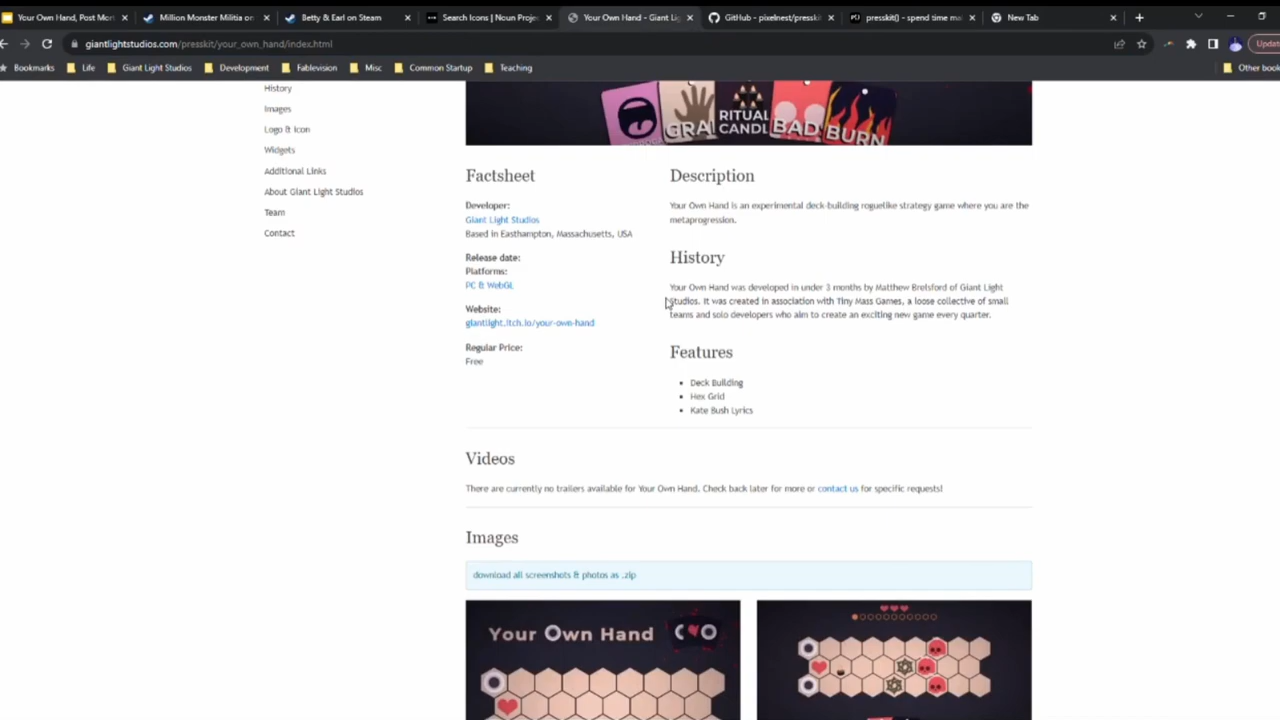 Your Own Hand, Post Mort
Million Monster Militia on
Betty & Earl on Steam
Search Icons | Noun Proje
Your Own Hand - Giant Lig
GitHub - pixelnest/presskit
presskit() - spend time ma
New Tab
giantlightstudios.com/presskit/your_own_hand/index.html
Updat
Bookmarks
Life
Giant Light Studios
Development
Fablevision
Misc
Common Startup
Teaching
Other book
History
Images
Logo & Icon
Widgets
Additional Links
About Giant Light Studios
Team
Contact
GRA
RITUAL
CANDL
BAD
BURN
Factsheet
Developer:
Giant Light Studios
Based in Easthampton, Massachusetts, USA
Release date:
Platforms:
PC & WebGL
Website:
giantlight.itch.io/your-own-hand
Regular Price:
Free
Description
Your Own Hand is an experimental deck-building roguelike strategy game where you are the
metaprogression.
History
Your Own Hand was developed in under 3 months by Matthew Brelsford of Giant Light
Studios. It was created in association with Tiny Mass Games, a loose collective of small
teams and solo developers who aim to create an exciting new game every quarter.
Features
• Deck Building
• Hex Grid
• Kate Bush Lyrics
Videos
There are currently no trailers available for Your Own Hand. Check back later for more or contact us for specific requests!
Images
download all screenshots & photos as .zip
Your Own Hand